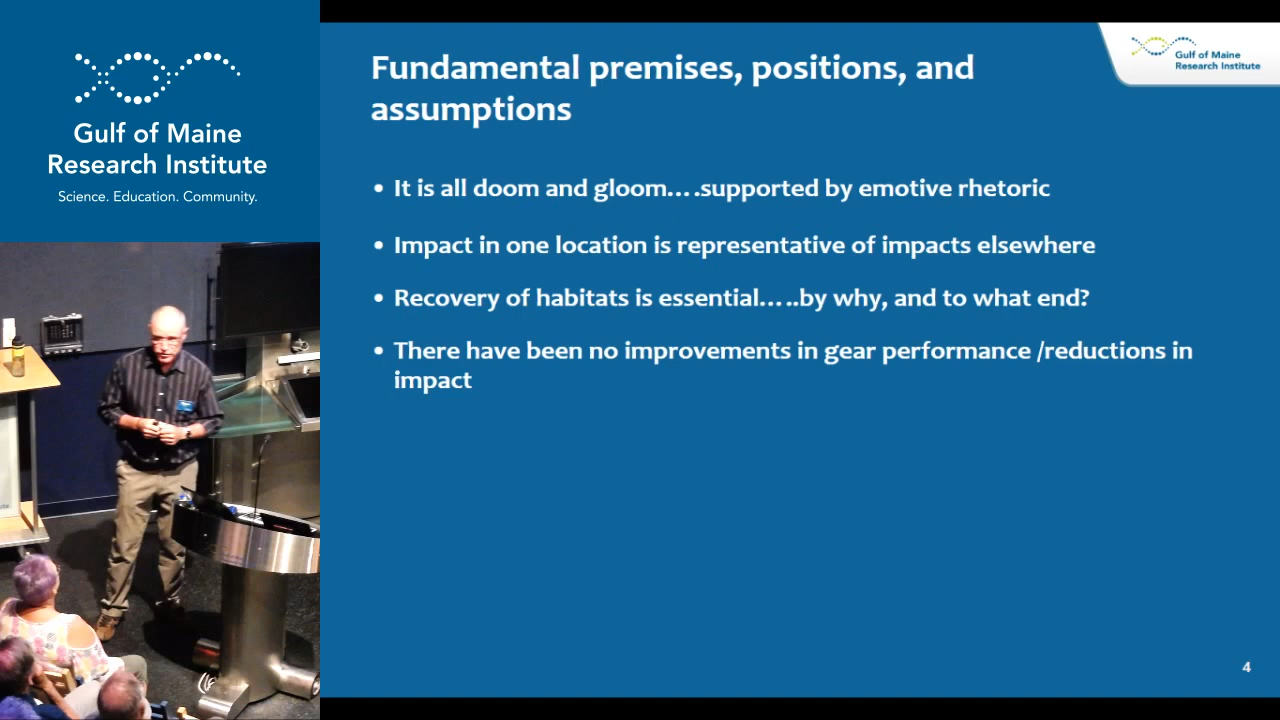 Gulf of Maine
Research Institute
Science. Education. Community.
Gulf of Maine
Research Institute
Fundamental premises, positions, and
assumptions
• It is all doom and gloom....supported by emotive rhetoric
• Impact in one location is representative of impacts elsewhere
• Recovery of habitats is essential.....by why, and to what end?
• There have been no improvements in gear performance /reductions in
impact
4